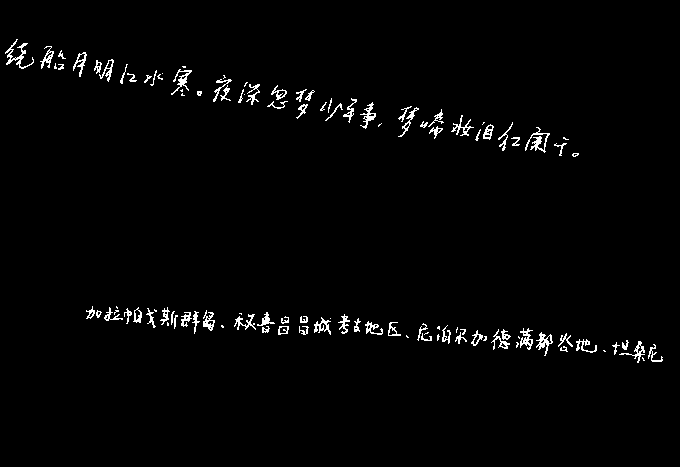 绕船月明江水寒。夜深忽梦少年事,梦啼妆泪红阑干。
加拉帕戈斯群岛、秘鲁昌昌城考古地区、尼泊尔加德满都谷地、坦桑尼